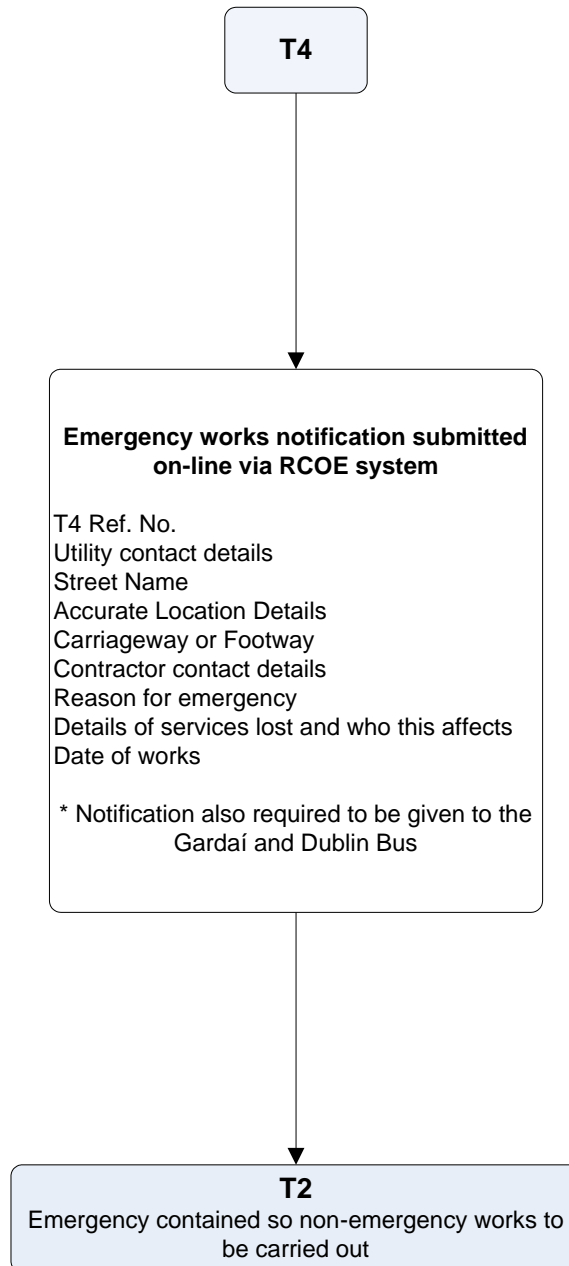 T4
Emergency works notification submitted
on-line via RCOE system
T4 Ref. No.
Utility contact details
Street Name
Accurate Location Details
Carriageway or Footway
Contractor contact details
Reason for emergency
Details of services lost and who this affects
Date of works
* Notification also required to be given to the
Gardaí and Dublin Bus
T2
Emergency contained so non-emergency works to
be carried out